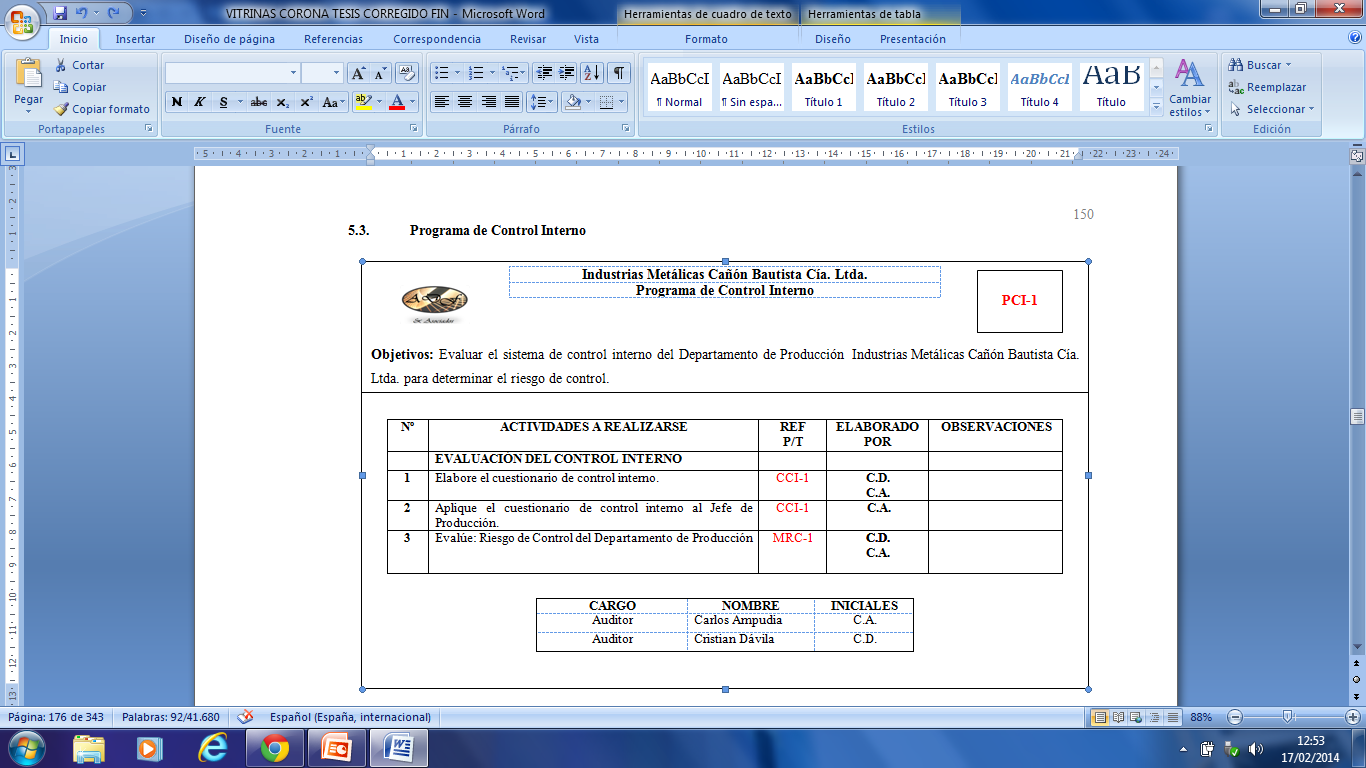 VITRINAS CORONA TESIS CORREGIDO FIN - Microsoft Word
Herramientas de cuadro de texto
Herramientas de tabla
Inicio
Insertar
Diseño de página
Referencias
Correspondencia
Revisar
Vista
Formato
Diseño
Presentación
Pegar
Cortar
Copiar
Copiar formato
Portapapeles
N K S abc x₂ x² Aa
Fuente
Párrafo
AaBbCcI AaBbCcI AaBbCcl AaBbCcl AaBbCcl AaBbCcI AaB
¶ Normal
¶ Sin espa...
Título 1
Título 2
Título 3
Título 4
Título
Cambiar
estilos
Estilos
Buscar
Reemplazar
Seleccionar
Edición
150
5.3. Programa de Control Interno
Industrias Metálicas Cañón Bautista Cía. Ltda.
Programa de Control Interno
PCI-1
Objetivos: Evaluar el sistema de control interno del Departamento de Producción Industrias Metálicas Cañón Bautista Cía.
Ltda. para determinar el riesgo de control.
Nº ACTIVIDADES A REALIZARSE REF P/T ELABORADO POR OBSERVACIONES
EVALUACION DEL CONTROL INTERNO
1 Elabore el cuestionario de control interno. CCI-1 C.D.
C.A.
2 Aplique el cuestionario de control interno al Jefe de CCI-1 C.A.
Producción.
3 Evalúe: Riesgo de Control del Departamento de Producción MRC-1 C.D.
C.A.
CARGO NOMBRE INICIALES
Auditor Carlos Ampudia C.A.
Auditor Cristian Dávila C.D.
Página: 176 de 343
Palabras: 92/41.680
Español (España, internacional)
88%
12:53
17/02/2014